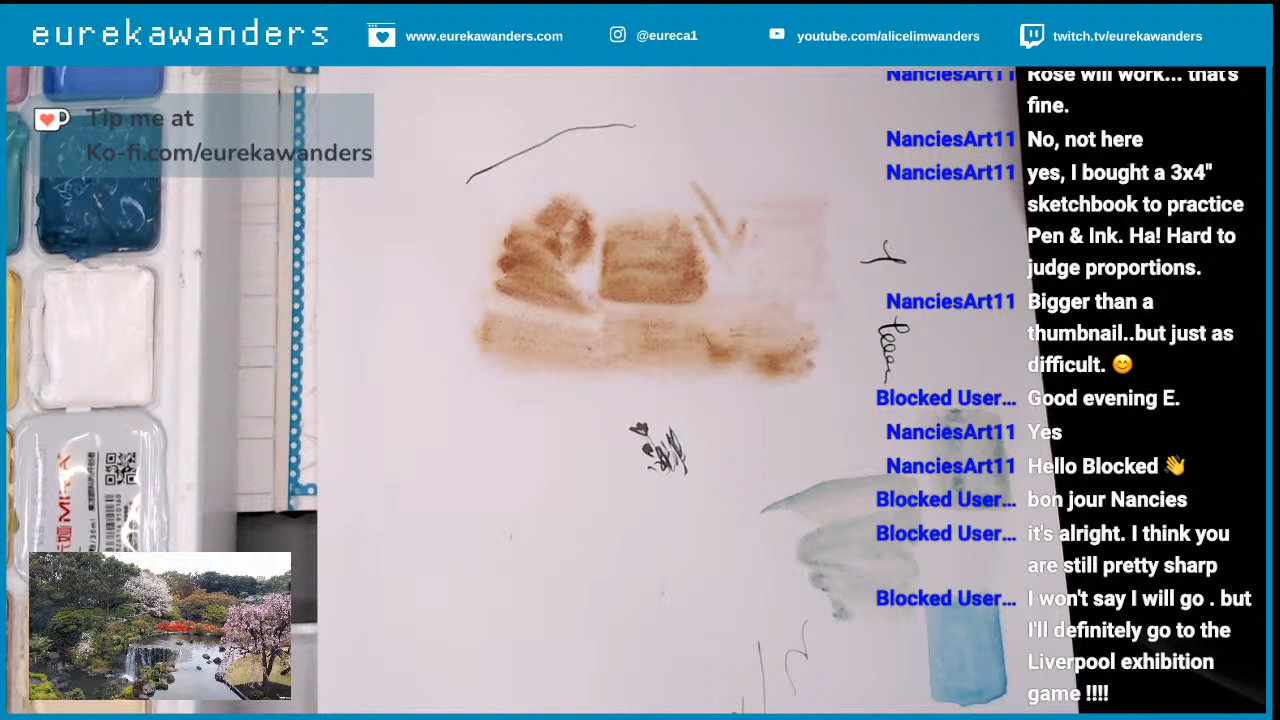 eurekawanders
www.eurekawanders.com
@eureca1
youtube.com/alicelimwanders
twitch.tv/eurekawanders
Tip me at
Ko-fi.com/eurekawanders
NanciesArt11 Rose will work... that's
fine.
NanciesArt11 No, not here
NanciesArt11 yes, I bought a 3x4"
sketchbook to practice
Pen & Ink. Ha! Hard to
judge proportions.
NanciesArt11 Bigger than a
thumbnail..but just as
difficult. 😊
Blocked User... Good evening E.
NanciesArt11 Yes
NanciesArt11 Hello Blocked 👋
Blocked User... bon jour Nancies
Blocked User... it's alright. I think you
are still pretty sharp
Blocked User... I won't say I will go . but
I'll definitely go to the
Liverpool exhibition
game !!!!